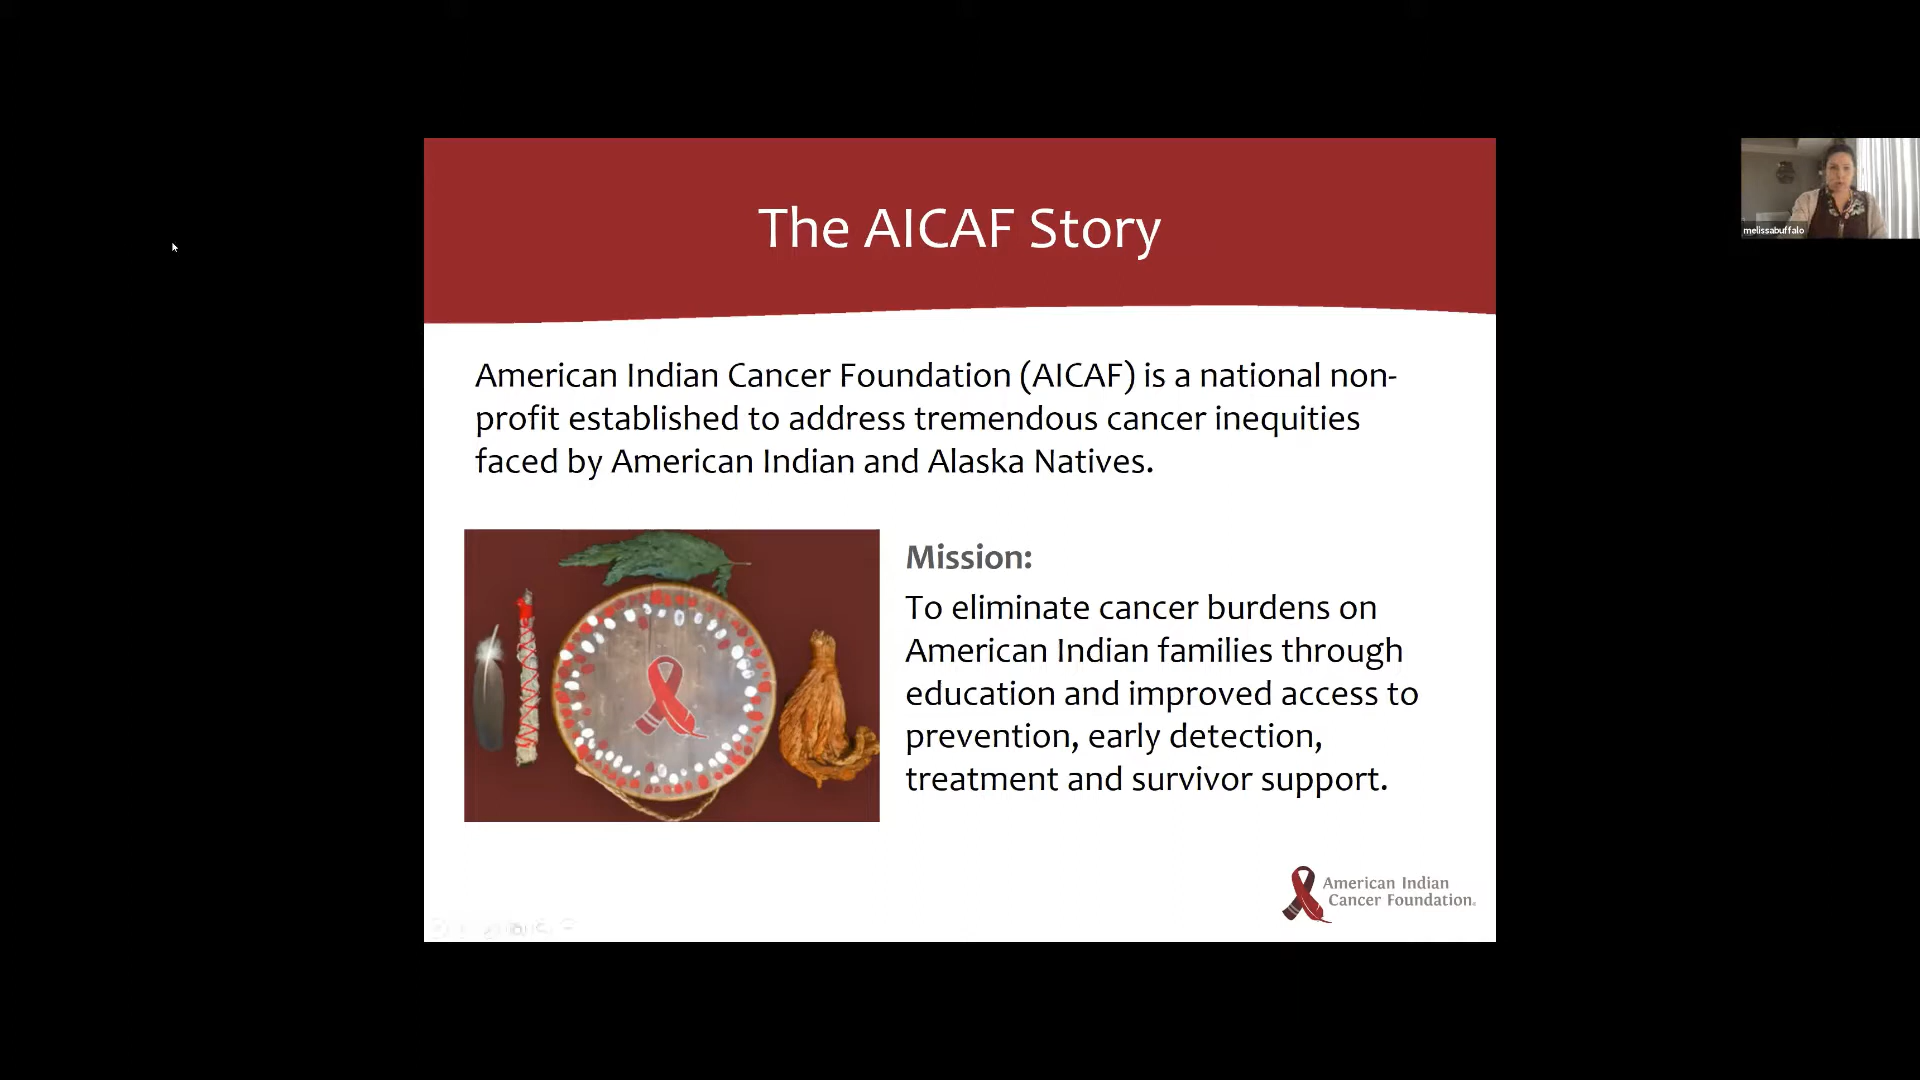 The AICAF Story
melissabuffalo
American Indian Cancer Foundation (AICAF) is a national non-
profit established to address tremendous cancer inequities
faced by American Indian and Alaska Natives.
Mission:
To eliminate cancer burdens on
American Indian families through
education and improved access to
prevention, early detection,
treatment and survivor support.
American Indian
Cancer Foundation®